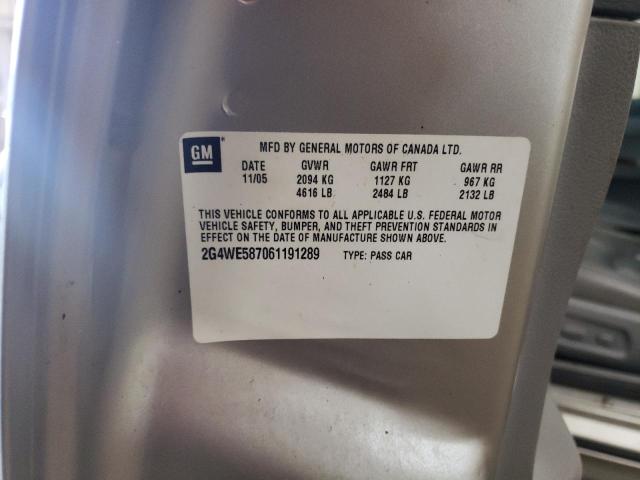 GM
MFD BY GENERAL MOTORS OF CANADA LTD.
DATE GVWR GAWR FRT GAWR RR
11/05 2094 KG 1127 KG 967 KG
4616 LB 2484 LB 2132 LB
THIS VEHICLE CONFORMS TO ALL APPLICABLE U.S. FEDERAL MOTOR
VEHICLE SAFETY, BUMPER, AND THEFT PREVENTION STANDARDS IN
EFFECT ON THE DATE OF MANUFACTURE SHOWN ABOVE.
2G4WE587061191289 TYPE: PASS CAR